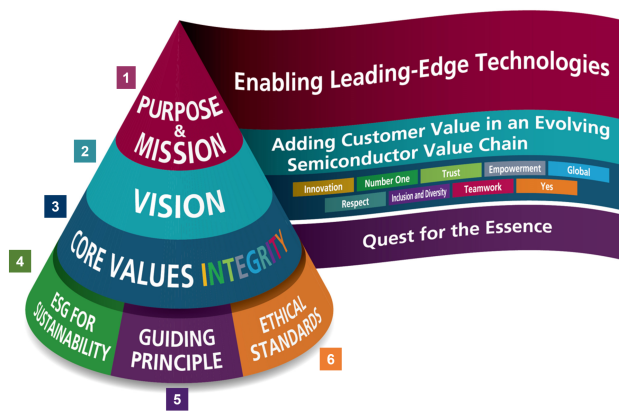 1
PURPOSE
&
MISSION
Enabling Leading-Edge Technologies
2
VISION
Adding Customer Value in an Evolving
Semiconductor Value Chain
3
CORE VALUES INTEGRITY
Innovation
Number One
Trust
Empowerment
Global
Respect
Inclusion and Diversity
Teamwork
Yes
4
ESG FOR
SUSTAINABILITY
GUIDING
PRINCIPLE
5
Quest for the Essence
ETHICAL
STANDARDS
6